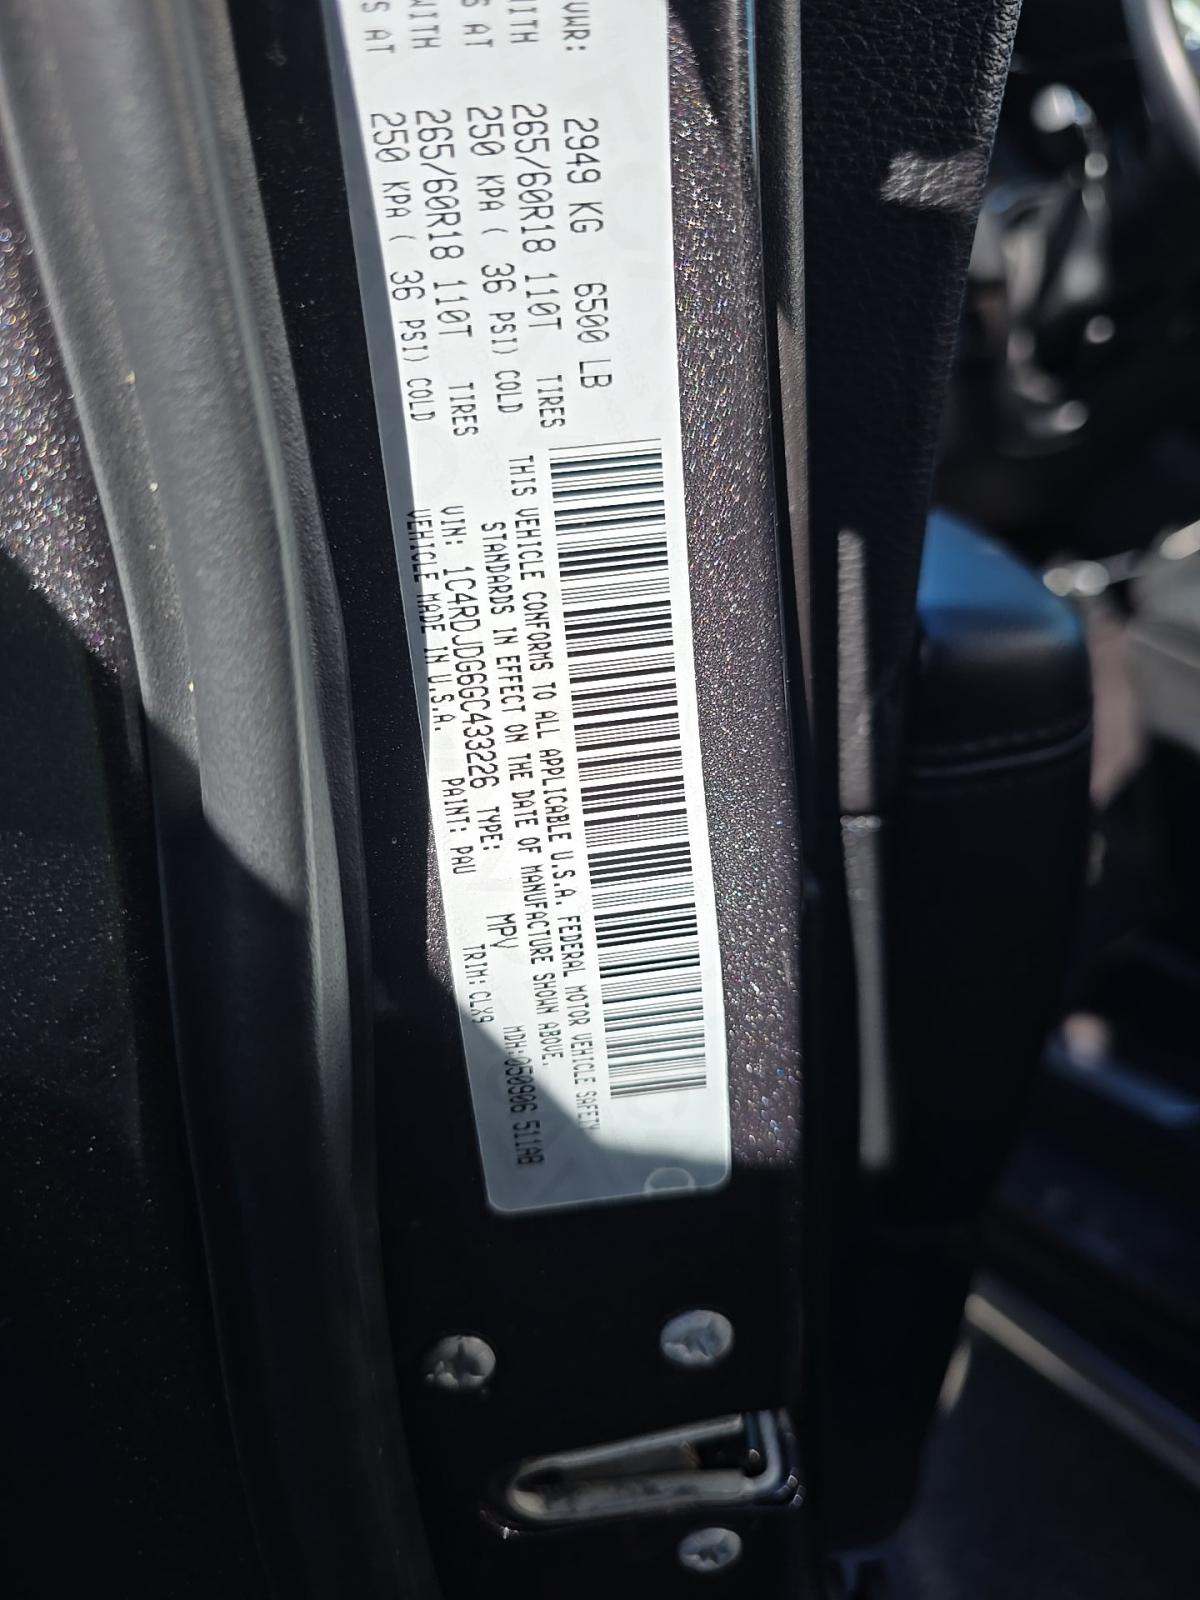 VWR: 2949 KG 6500 LB
WITH 265/60R18 110T TIRES
S AT 250 KPA ( 36 PSI) COLD
WITH 265/60R18 110T TIRES
S AT 250 KPA ( 36 PSI) COLD
THIS VEHICLE CONFORMS TO ALL APPLICABLE U.S.A. FEDERAL MOTOR VEHICLE SAFETY
STANDARDS IN EFFECT ON THE DATE OF MANUFACTURE SHOWN ABOVE.
VIN: 1C4RDJDG6GC433226 TYPE: MPV MDH:050906 511AB
VEHICLE MADE IN U.S.A. PAINT: PAU TRIM: CLX9